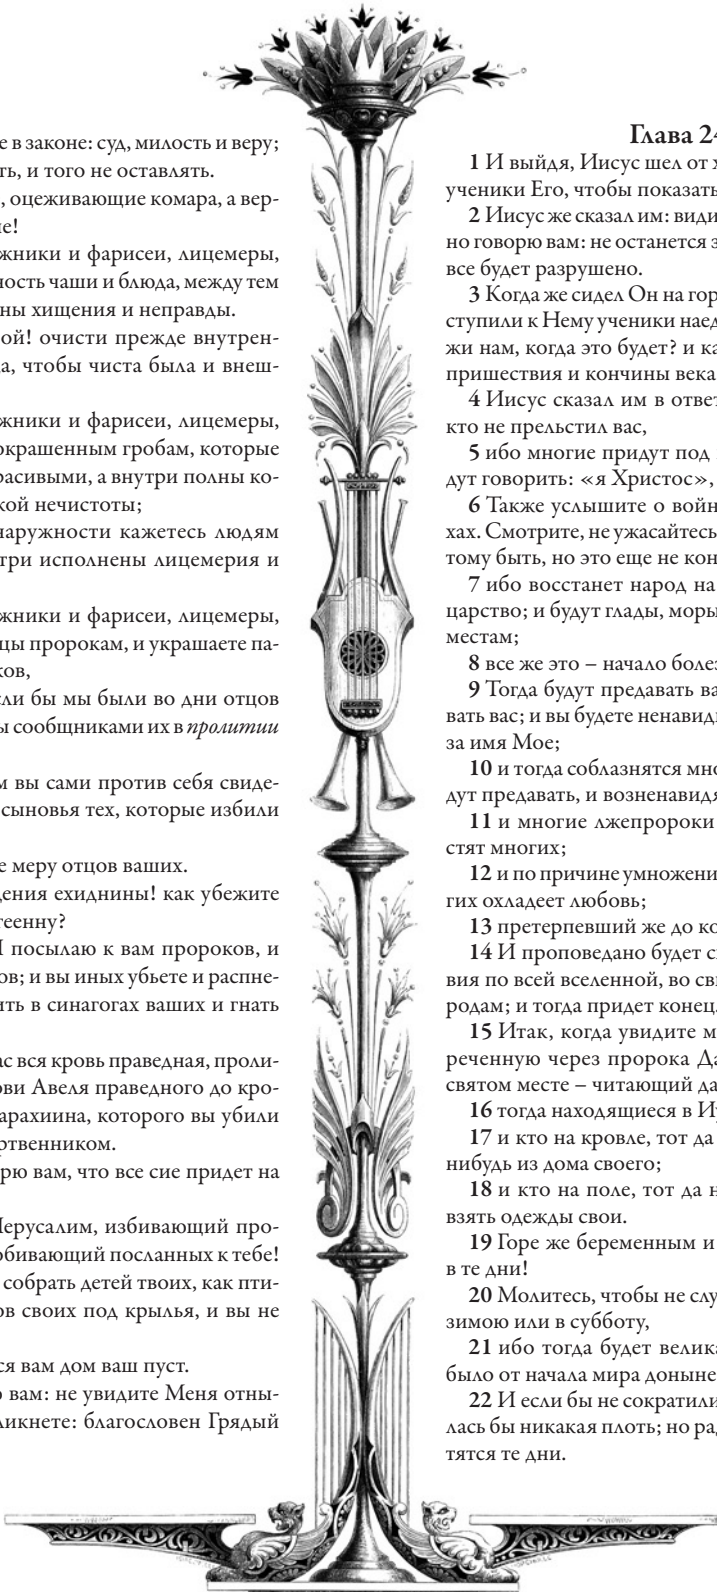 е в законе: суд, милость и веру;
ть, и того не оставлять.
, оцеживающие комара, а вер-
ие!
жники и фарисеи, лицемеры,
ность чаши и блюда, между тем
ны хищения и неправды.
ой! очисти прежде внутрен-
а, чтобы чиста была и внеш-
жники и фарисеи, лицемеры,
окрашенным гробам, которые
расивыми, а внутри полны ко-
кой нечистоты;
наружности кажетесь людям
три исполнены лицемерия и
жники и фарисеи, лицемеры,
цы пророкам, и украшаете па-
ков,
сли бы мы были во дни отцов
ы сообщниками их в пролитии
м вы сами против себя свиде-
сыновья тех, которые избили
е меру отцов ваших.
дения ехиднины! как убежите
геенну?
Я посылаю к вам пророков, и
ов; и вы иных убьете и распне-
ить в синагогах ваших и гнать
ас вся кровь праведная, проли-
ови Авеля праведного до кро-
арахиина, которого вы убили
ртвенником.
рю вам, что все сие придет на
Иерусалим, избивающий про-
обивающий посланных к тебе!
собрать детей твоих, как пти-
ов своих под крылья, и вы не
ся вам дом ваш пуст.
о вам: не увидите Меня отны-
ликнете: благословен Грядый
Глава 24
1 И выйдя, Иисус шел от х
ученики Его, чтобы показать
2 Иисус же сказал им: види
но говорю вам: не останется з
все будет разрушено.
3 Когда же сидел Он на гор
ступили к Нему ученики наед
жи нам, когда это будет? и ка
пришествия и кончины века
4 Иисус сказал им в ответ
кто не прельстил вас,
5 ибо многие придут под
дут говорить: «я Христос»,
6 Также услышите о войн
хах. Смотрите, не ужасайтесь
тому быть, но это еще не кон
7 ибо восстанет народ на
царство; и будут глады, моры
местам;
8 все же это – начало болез
9 Тогда будут предавать ва
вать вас; и вы будете ненавиди
за имя Мое;
10 и тогда соблазнятся мно
дут предавать, и возненавидя
11 и многие лжепророки
стят многих;
12 и по причине умножени
гих охладеет любовь;
13 претерпевший же до ко
14 И проповедано будет с
вия по всей вселенной, во сви
родам; и тогда придет конец.
15 Итак, когда увидите м
реченную через пророка Да
святом месте – читающий да
16 тогда находящиеся в Иу
17 и кто на кровле, тот да
нибудь из дома своего;
18 и кто на поле, тот да н
взять одежды свои.
19 Горе же беременным и
в те дни!
20 Молитесь, чтобы не слу
зимою или в субботу,
21 ибо тогда будет велика
было от начала мира доныне
22 И если бы не сократили
лась бы никакая плоть; но рад
тятся те дни.